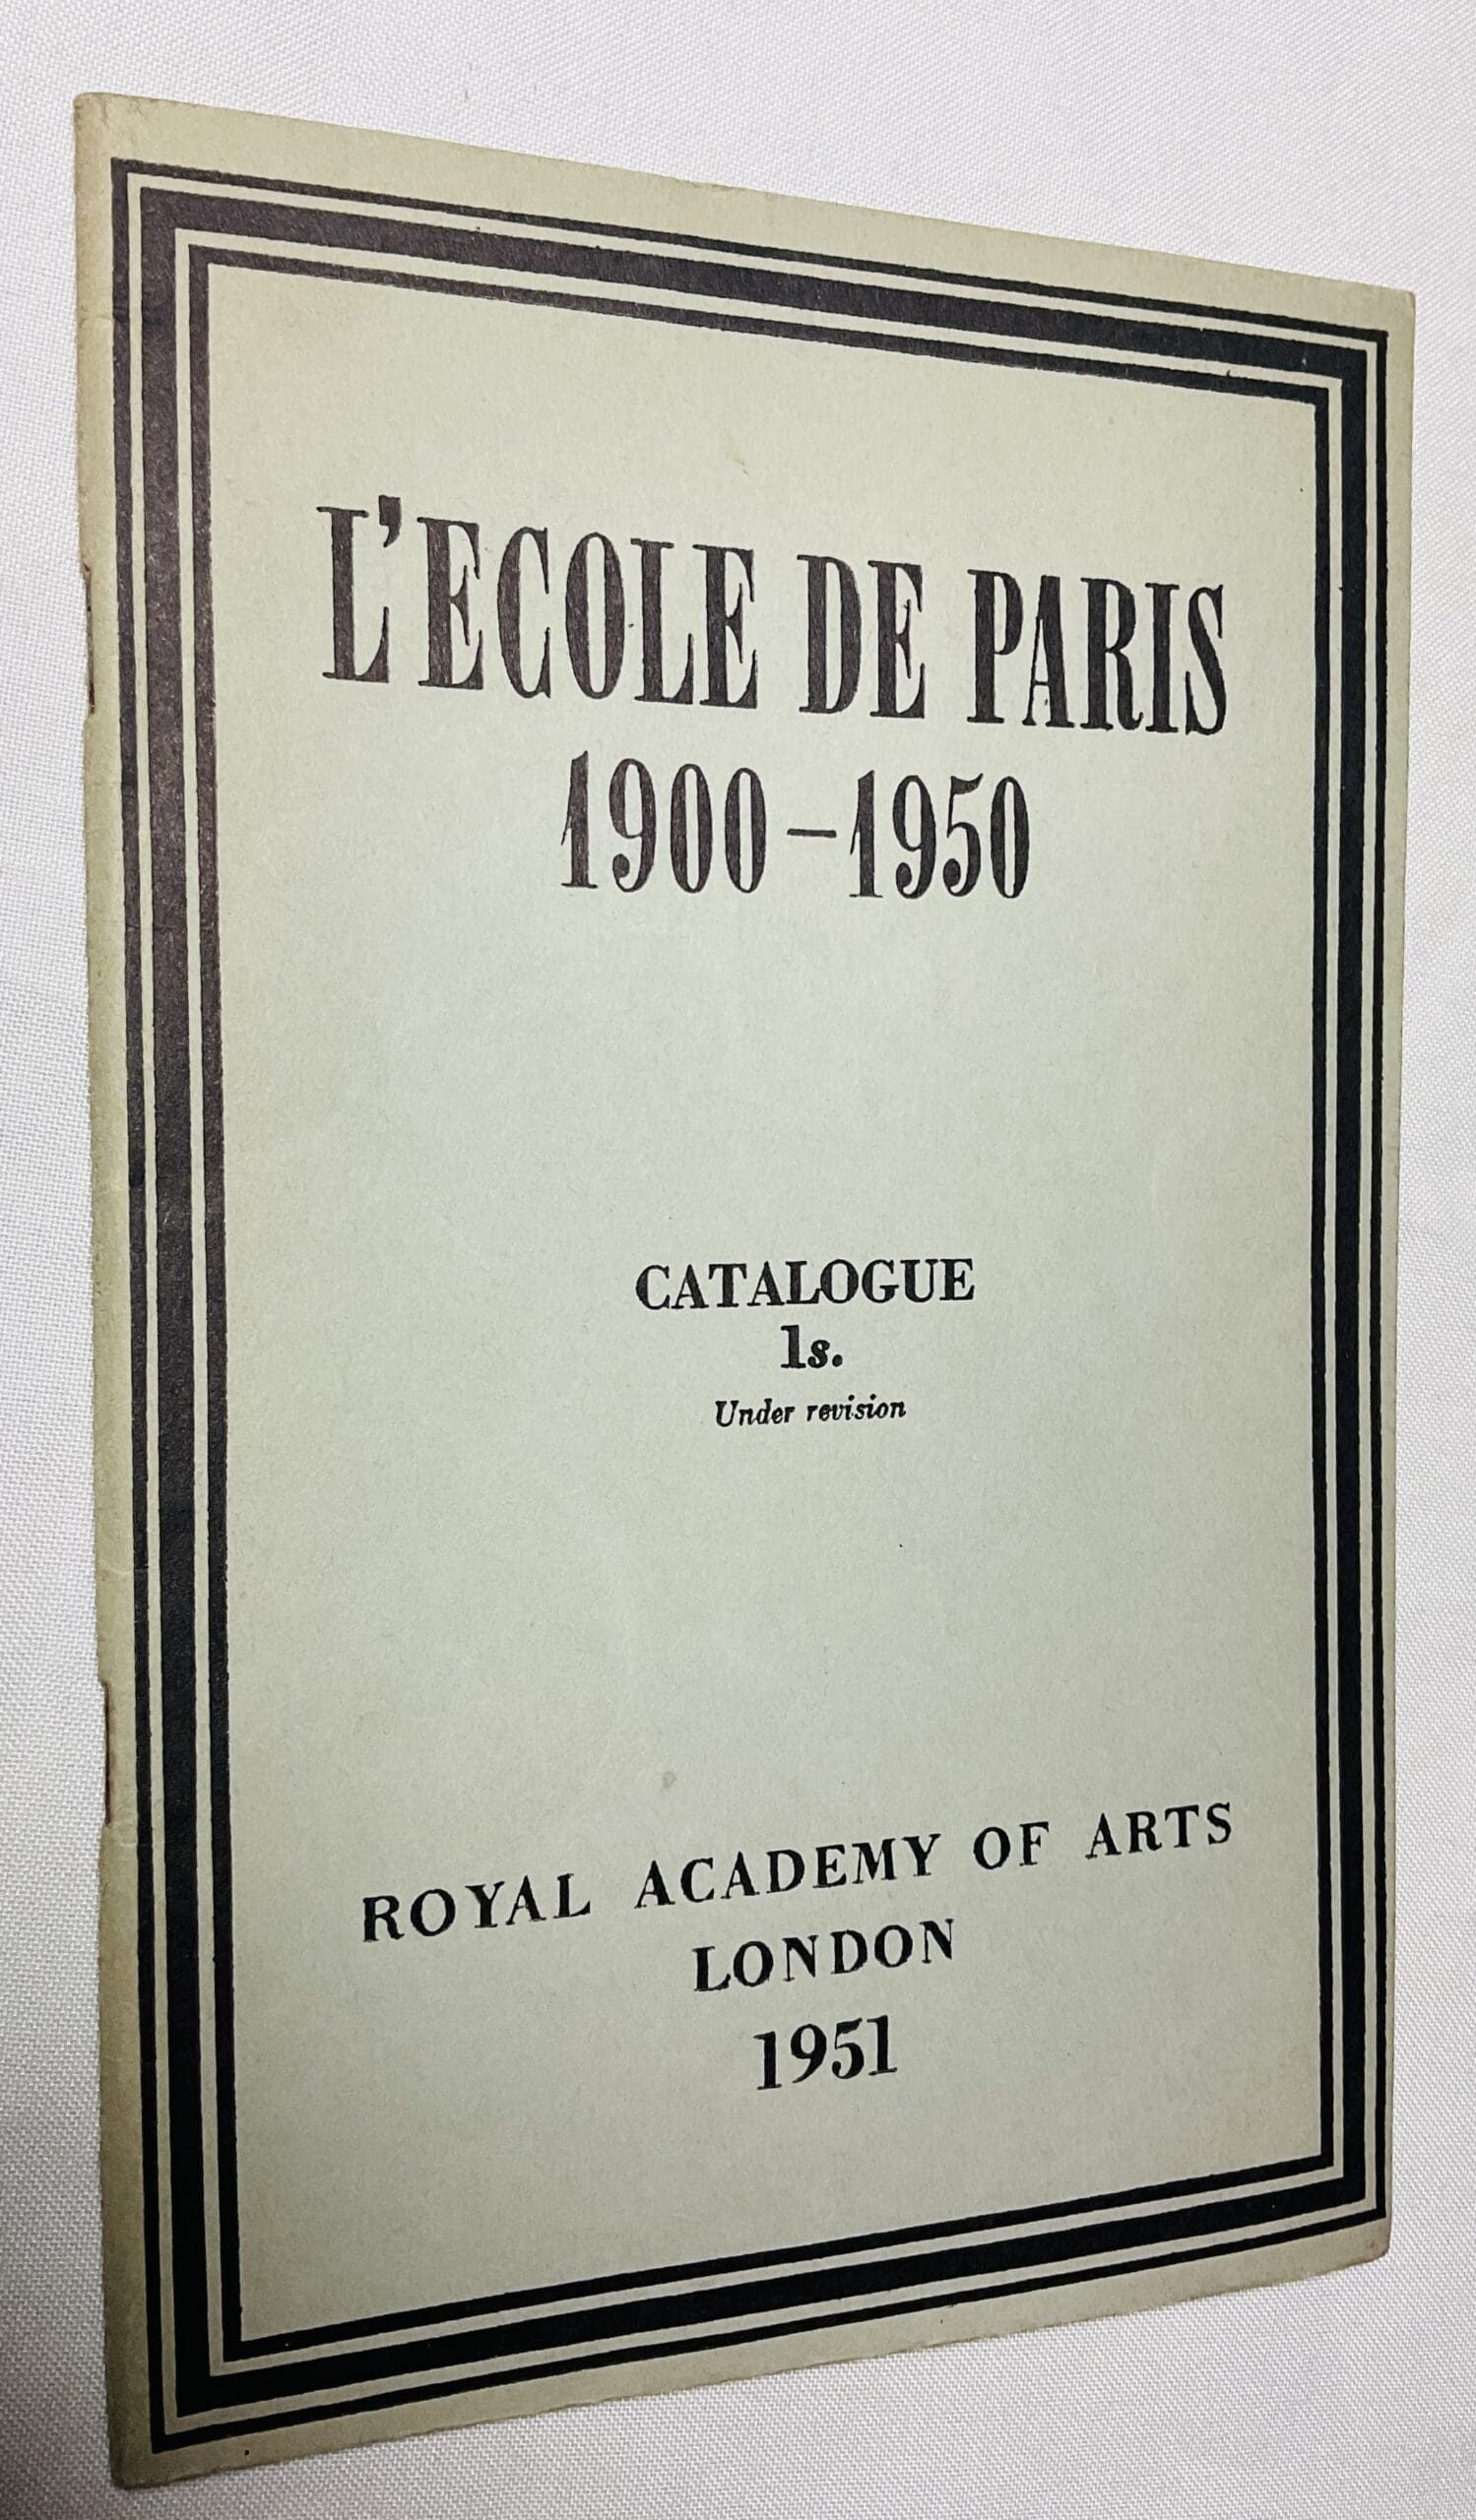 L'ECOLE DE PARIS
1900-1950
CATALOGUE
1s.
Under revision
ROYAL ACADEMY OF ARTS
LONDON
1951